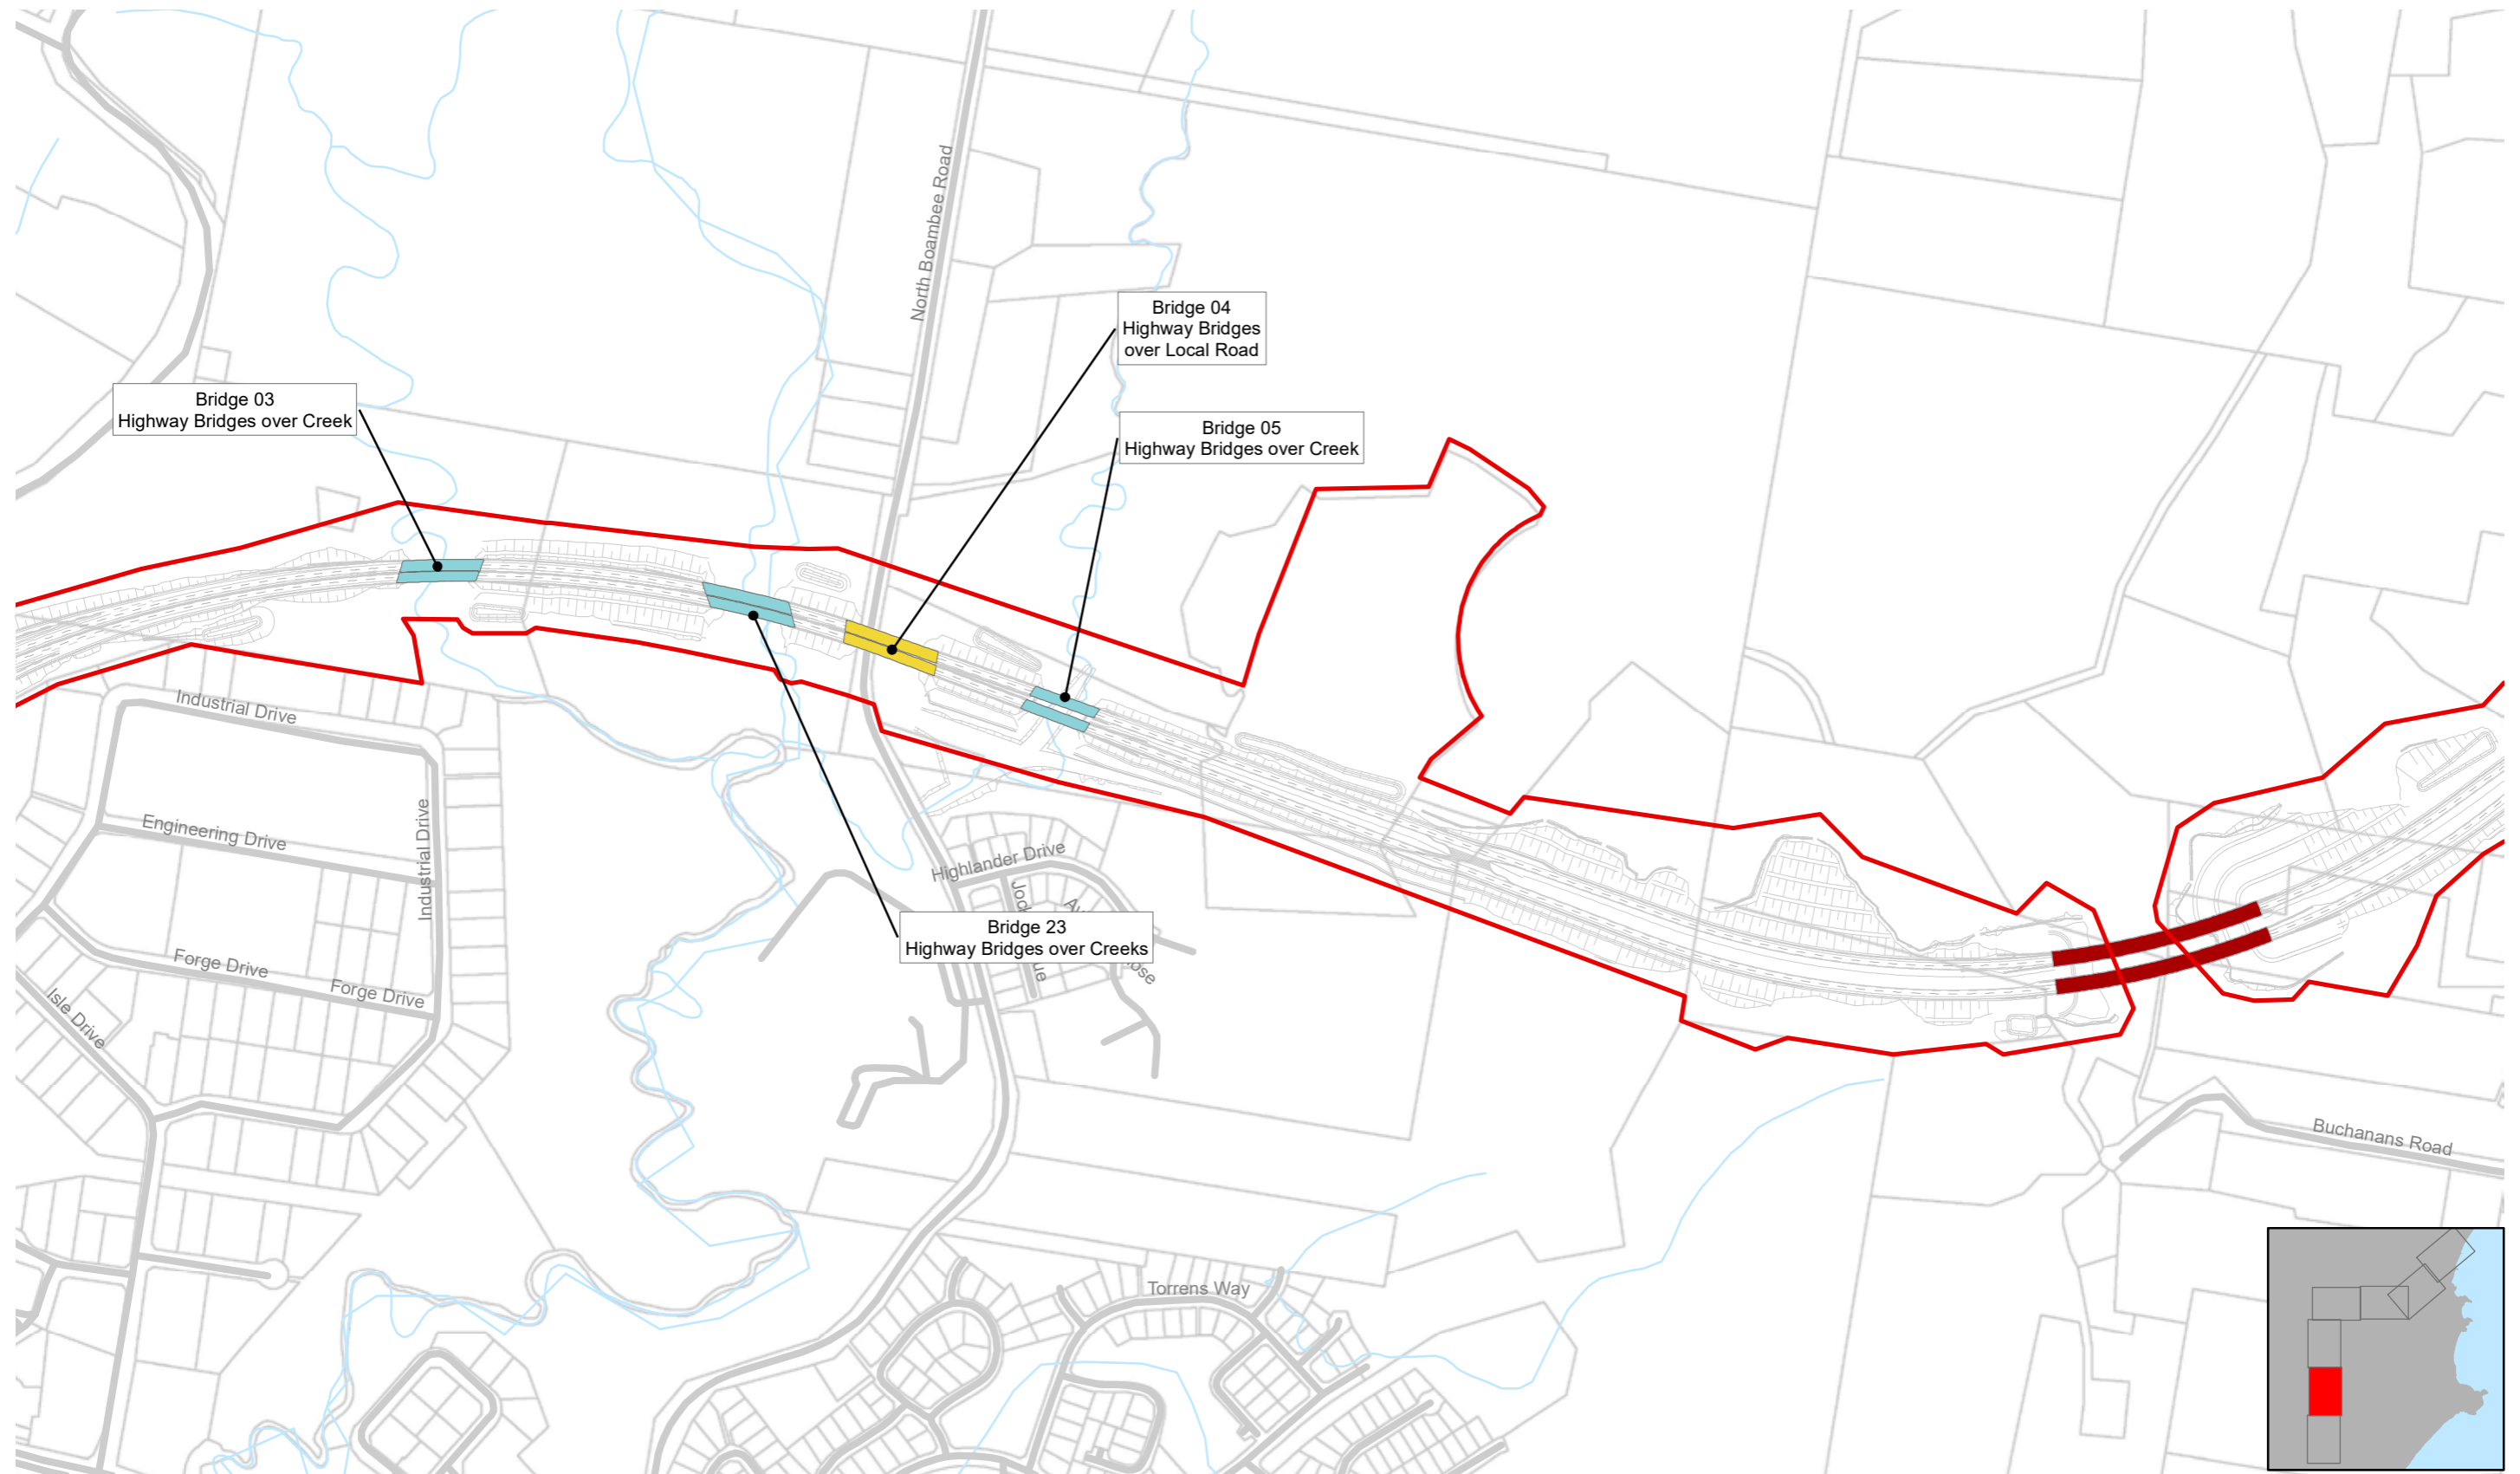 North Boambee Road
Bridge 04
Highway Bridges
over Local Road
Bridge 03
Highway Bridges over Creek
Bridge 05
Highway Bridges over Creek
Industrial Drive
Engineering Drive
Industrial Drive
Highlander Drive
Bridge 23
Highway Bridges over Creeks
Forge Drive
Forge Drive
Isle Drive
Buchanans Road
Torrens Way